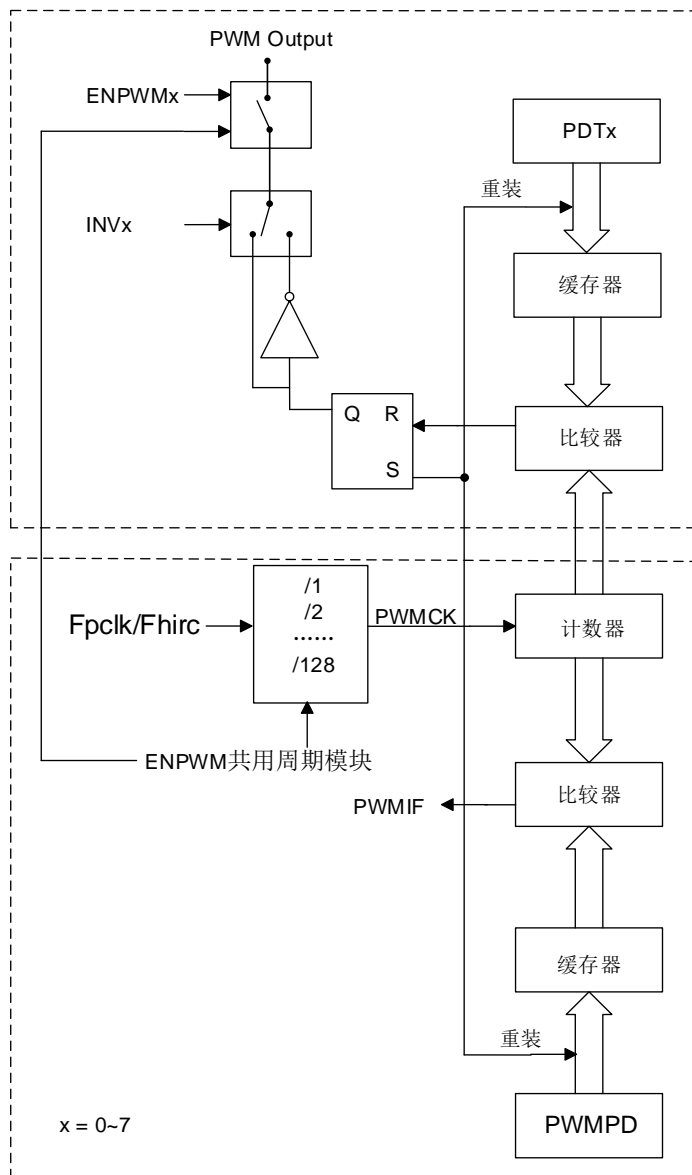 PWM Output
ENPWMx
PDTx
重装
INVx
缓存器
Q R
S
比较器
/1
/2
......
/128
Fpclk/Fhirc
PWMCK
计数器
ENPWM共用周期模块
PWMIF
比较器
缓存器
重装
x = 0~7
PWMPD